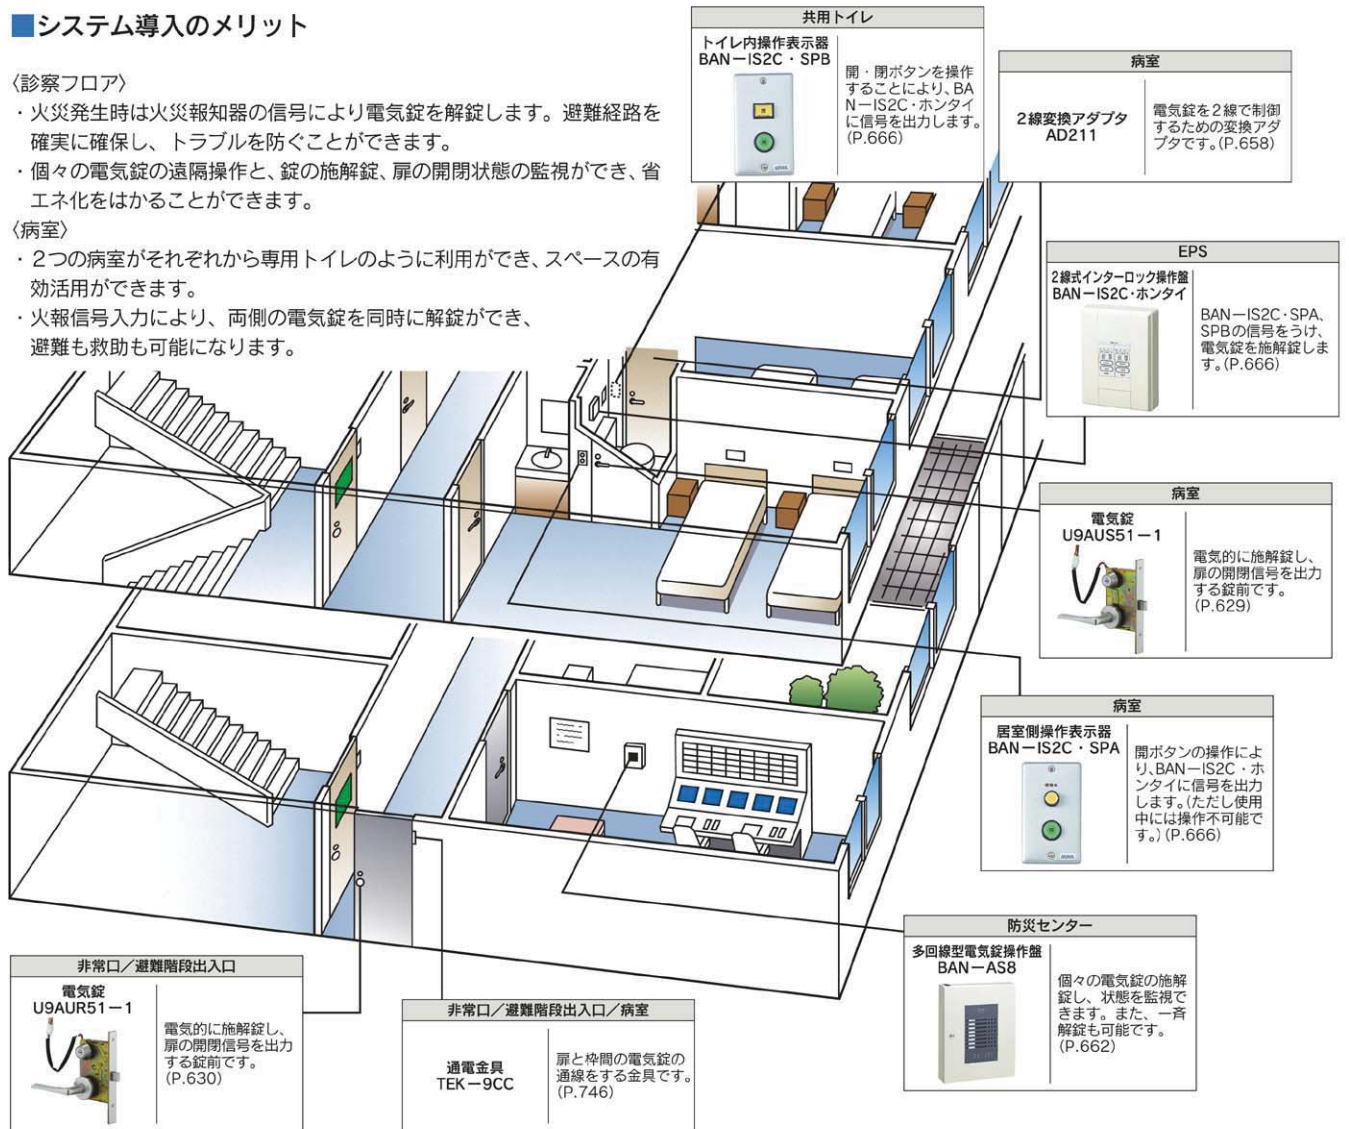 ■システム導入のメリット
〈診察フロア〉
・火災発生時は火災報知器の信号により電気錠を解錠します。避難経路を
確実に確保し、トラブルを防ぐことができます。
・個々の電気錠の遠隔操作と、錠の施解錠、扉の開閉状態の監視ができ、省
エネ化をはかることができます。
〈病室〉
・２つの病室がそれぞれから専用トイレのように利用ができ、スペースの有
効活用ができます。
・火報信号入力により、両側の電気錠を同時に解錠ができ、
避難も救助も可能になります。
共用トイレ
トイレ内操作表示器
BAN－IS2C・SPB
開・閉ボタンを操作
することにより、BA
N－IS2C・ホンタイ
に信号を出力します。
(P.666)
病室
２線変換アダプタ
AD211
電気錠を２線で制御
するための変換アダ
プタです。(P.658)
EPS
２線式インターロック操作盤
BAN－IS2C・ホンタイ
BAN－IS2C・SPA、
SPBの信号をうけ、
電気錠を施解錠しま
す。(P.666)
病室
電気錠
U9AUS51－1
電気的に施解錠し、
扉の開閉信号を出力
する錠前です。
(P.629)
病室
居室側操作表示器
BAN－IS2C・SPA
開ボタンの操作によ
り、BAN－IS2C・ホ
ンタイに信号を出力
します。(ただし使用
中には操作不可能で
す。)(P.666)
防災センター
多回線型電気錠操作盤
BAN－AS8
個々の電気錠の施解
錠し、状態を監視で
きます。また、一斉
解錠も可能です。
(P.662)
非常口／避難階段出入口
電気錠
U9AUR51－1
電気的に施解錠し、
扉の開閉信号を出力
する錠前です。
(P.630)
非常口／避難階段出入口／病室
通電金具
TEK－9CC
扉と枠間の電気錠の
通線をする金具です。
(P.746)